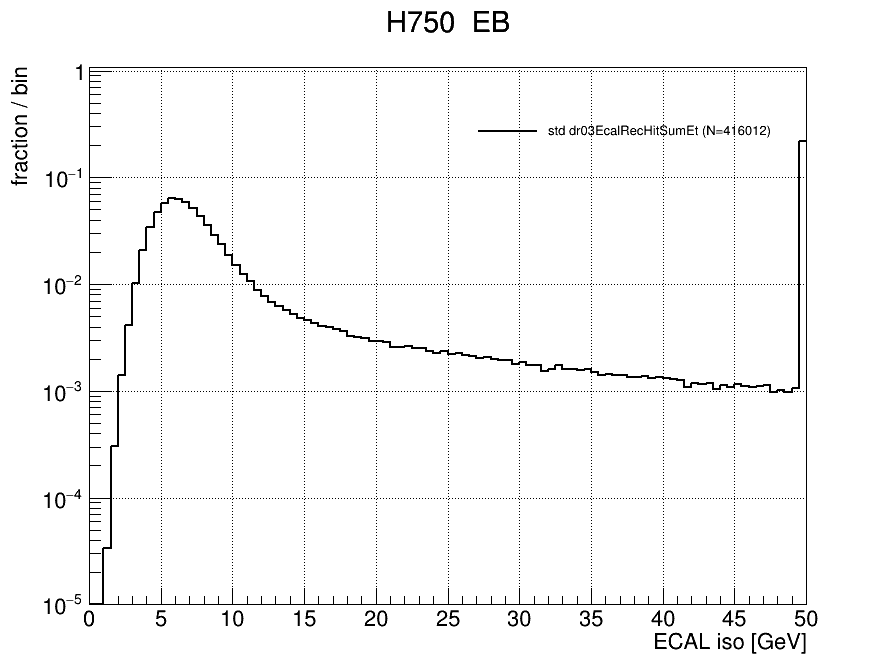 H750 EB
fraction / bin
1
10⁻¹
10⁻²
10⁻³
10⁻⁴
10⁻⁵
std dr03EcalRecHitSumEt (N=416012)
0 5 10 15 20 25 30 35 40 45 50
ECAL iso [GeV]